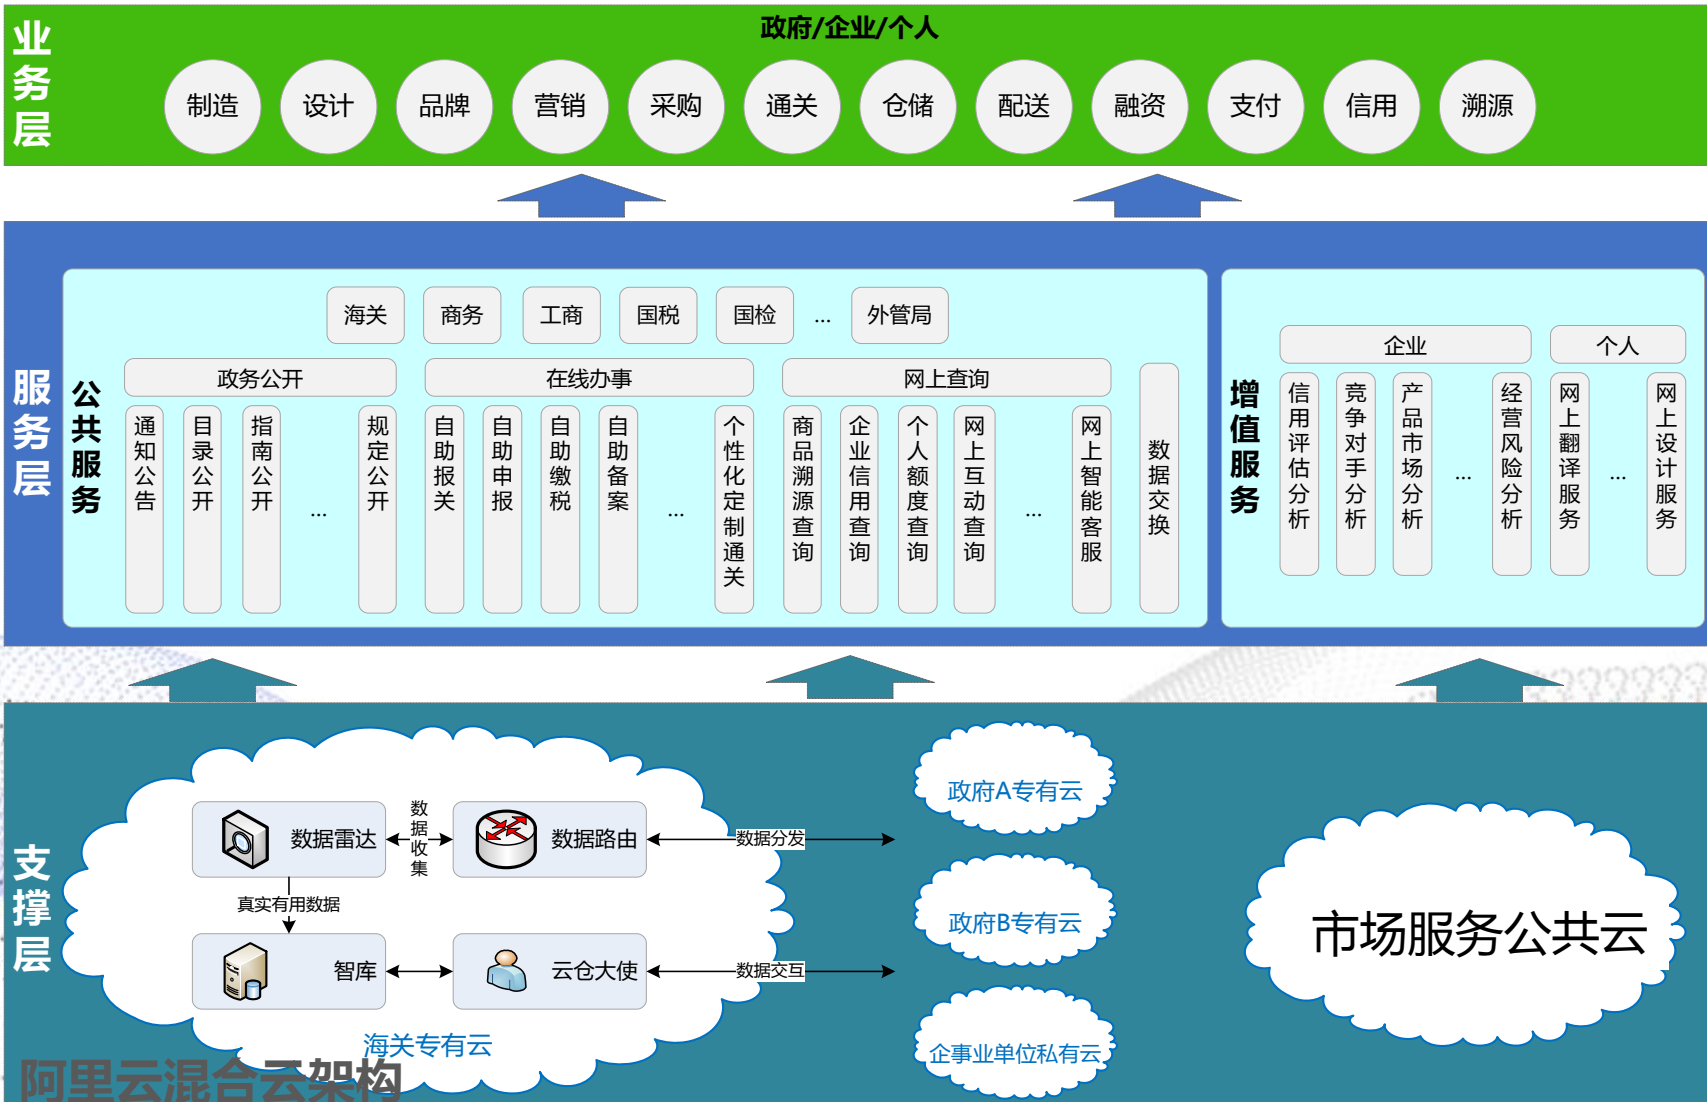 业务层
政府/企业/个人
制造
设计
品牌
营销
采购
通关
仓储
配送
融资
支付
信用
溯源
服务层
公共服务
海关
商务
工商
国税
国检
...
外管局
政务公开
通知公告
目录公开
指南公开
...
规定公开
在线办事
自助报关
自助申报
自助缴税
自助备案
...
个性化定制通关
网上查询
商品溯源查询
企业信用查询
个人额度查询
网上互动查询
...
网上智能客服
数据交换
增值服务
企业
信用评估分析
竞争对手分析
产品市场分析
...
经营风险分析
个人
网上翻译服务
...
网上设计服务
支撑层
数据雷达
数据收集
数据路由
数据分发
真实有用数据
智库
云仓大使
数据交互
海关专有云
政府A专有云
政府B专有云
企事业单位私有云
市场服务公共云
阿里云混合云架构